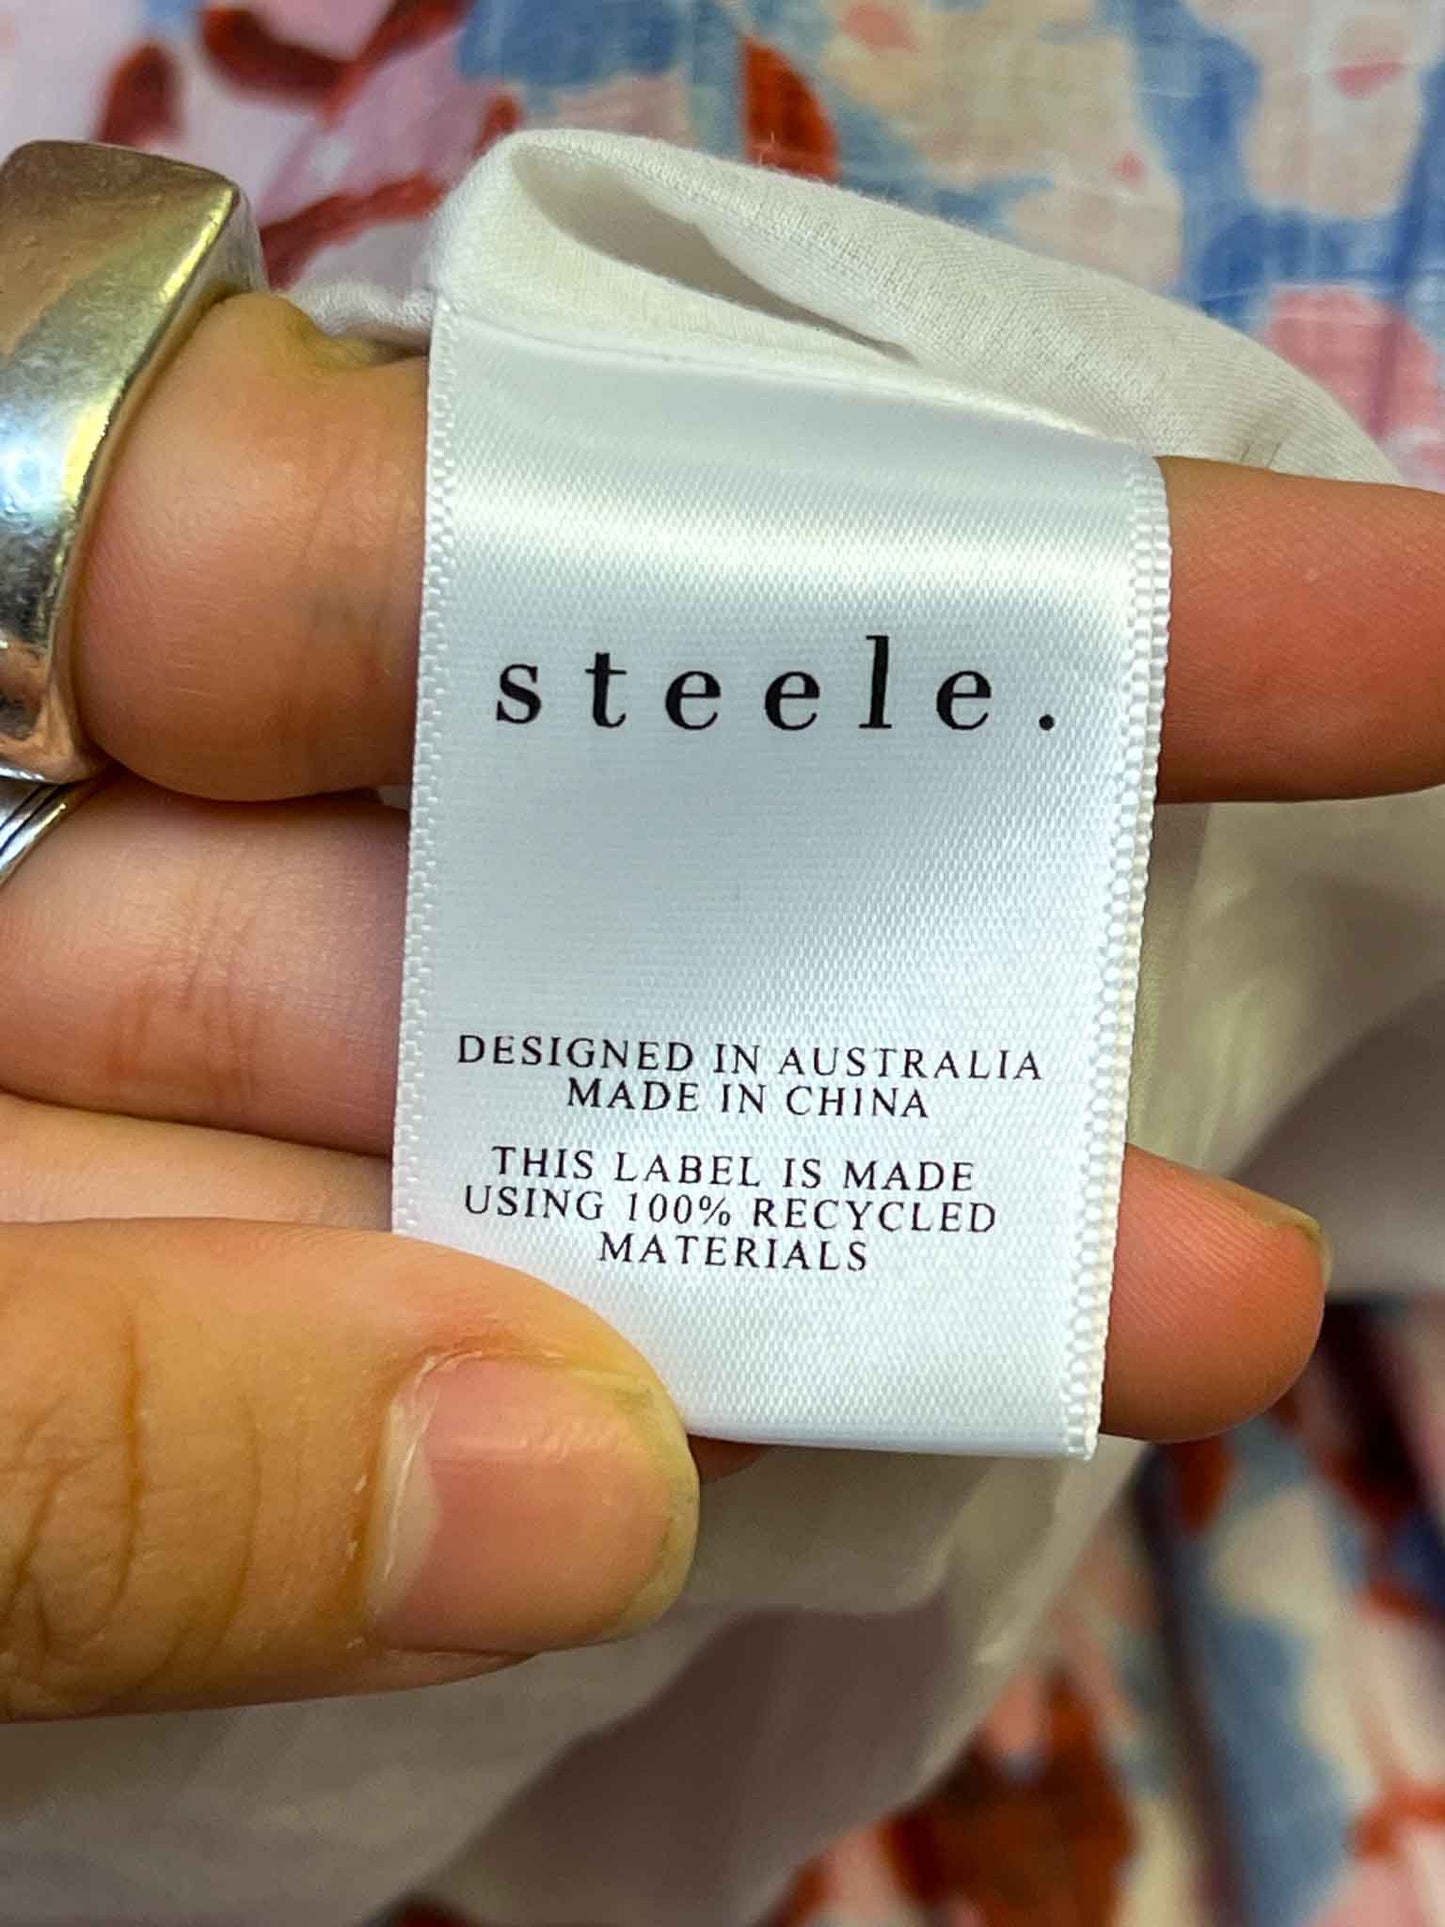 steele.
DESIGNED IN AUSTRALIA
MADE IN CHINA
THIS LABEL IS MADE
USING 100% RECYCLED
MATERIALS